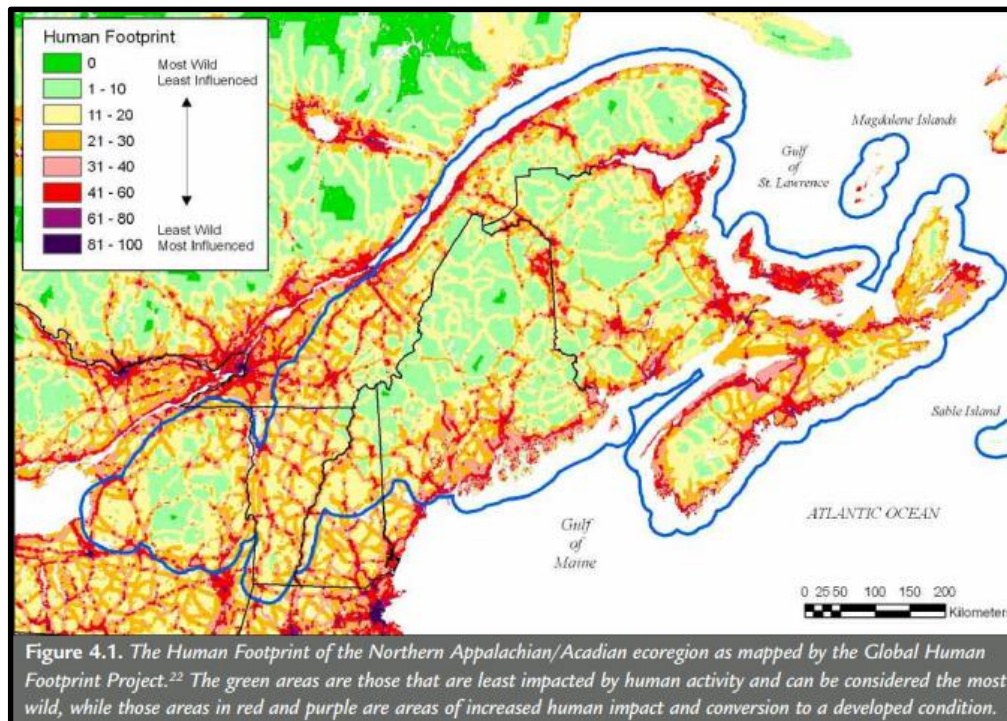 Human Footprint
0
1 - 10
11 - 20
21 - 30
31 - 40
41 - 60
61 - 80
81 - 100
Most Wild
Least Influenced
Least Wild
Most Influenced
Magdalene Islands
Gulf
of
St. Lawrence
Sable Island
Gulf
of
Maine
ATLANTIC OCEAN
0 25 50 100 150 200
Kilometers
Figure 4.1. The Human Footprint of the Northern Appalachian/Acadian ecoregion as mapped by the Global Human
Footprint Project.22 The green areas are those that are least impacted by human activity and can be considered the most
wild, while those areas in red and purple are areas of increased human impact and conversion to a developed condition.